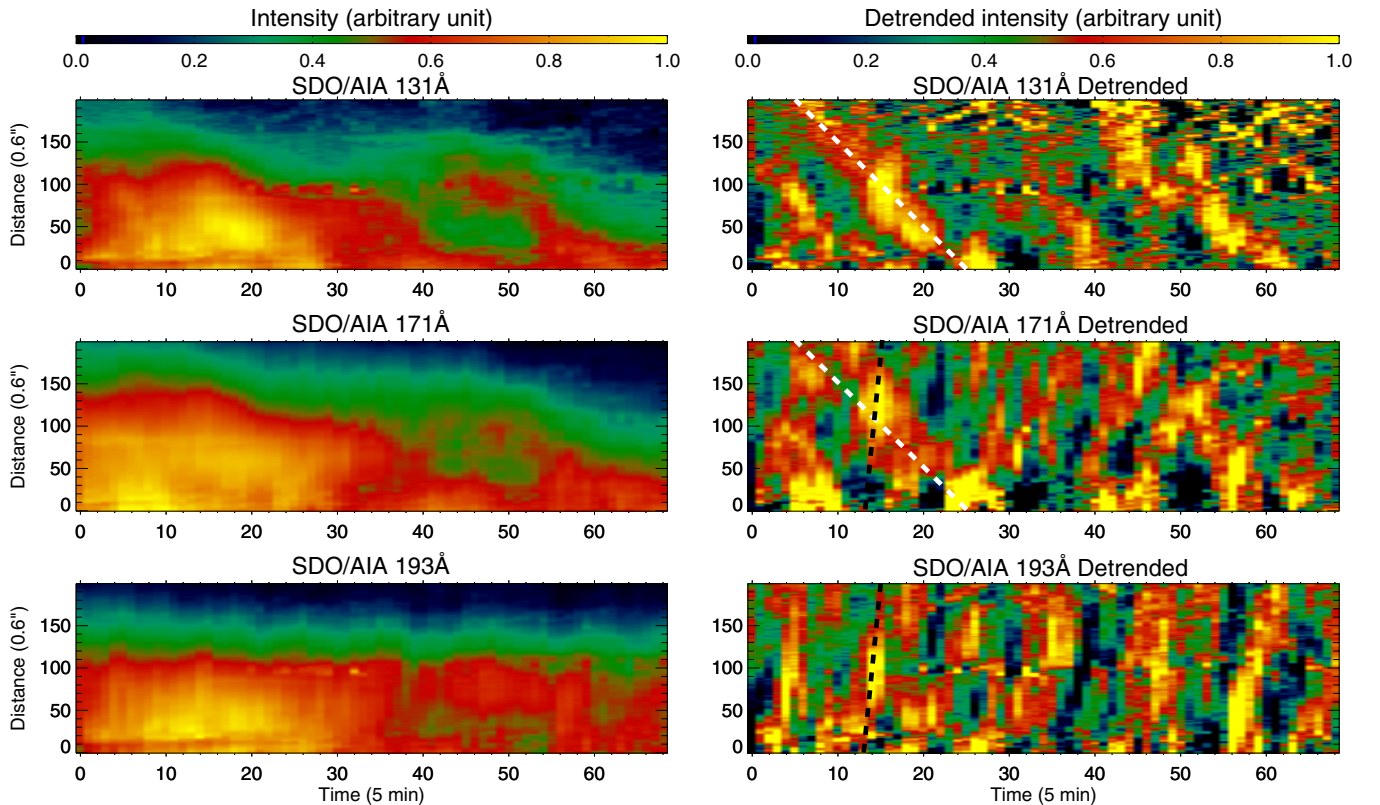 Intensity (arbitrary unit)
0.0 0.2 0.4 0.6 0.8 1.0
SDO/AIA 131Å
Distance (0.6")
150
100
50
0
0 10 20 30 40 50 60
SDO/AIA 171Å
Distance (0.6")
150
100
50
0
0 10 20 30 40 50 60
SDO/AIA 193Å
Distance (0.6")
150
100
50
0
0 10 20 30 40 50 60
Time (5 min)
Detrended intensity (arbitrary unit)
0.0 0.2 0.4 0.6 0.8 1.0
SDO/AIA 131Å Detrended
150
100
50
0
0 10 20 30 40 50 60
SDO/AIA 171Å Detrended
150
100
50
0
0 10 20 30 40 50 60
SDO/AIA 193Å Detrended
150
100
50
0
0 10 20 30 40 50 60
Time (5 min)